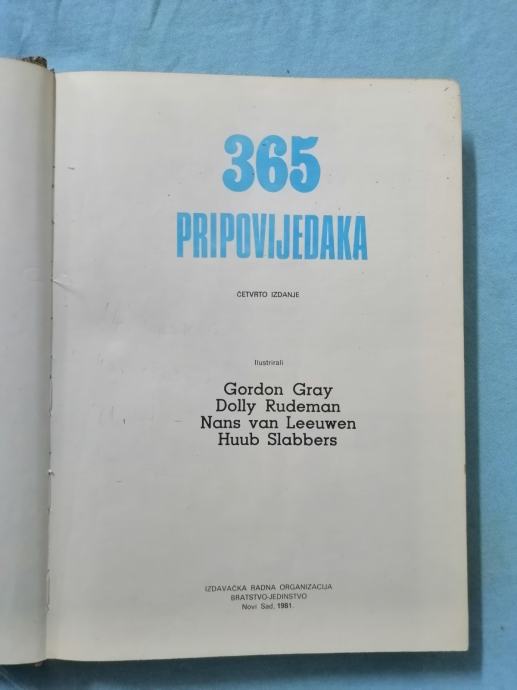 365
PRIPOVIJEDAKA
ČETVRTO IZDANJE
Ilustrirali
Gordon Gray
Dolly Rudeman
Nans van Leeuwen
Huub Slabbers
IZDAVAČKA RADNA ORGANIZACIJA
BRATSTVO-JEDINSTVO
Novi Sad, 1981.